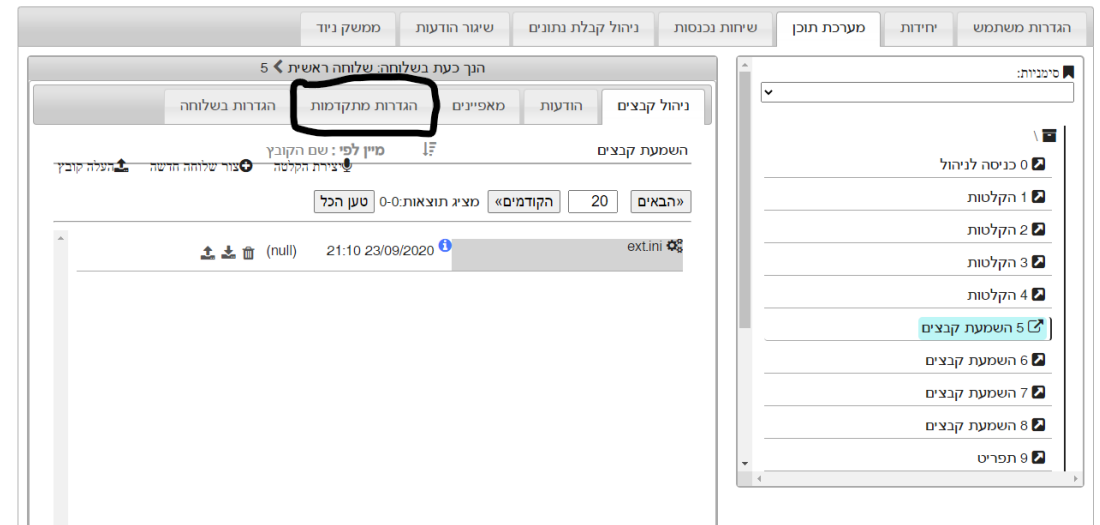 הגדרות משתמש יחידות מערכת תוכן שיחות נכנסות ניהול קבלת נתונים שיגור הודעות ממשק ניוד
סימניות:
\
0 כניסה לניהול
1 הקלטות
2 הקלטות
3 הקלטות
4 הקלטות
5 השמעת קבצים
6 השמעת קבצים
7 השמעת קבצים
8 השמעת קבצים
9 תפריט
הנך כעת בשלוחה: שלוחה ראשית 5
ניהול קבצים הודעות מאפיינים הגדרות מתקדמות הגדרות בשלוחה
השמעת קבצים מיין לפי : שם הקובץ
יצירת הקלטה צור שלוחה חדשה העלה קובץ
«הבאים 20 הקודמים» מציג תוצאות:0-0 טען הכל
ext.ini 23/09/2020 21:10 (null)